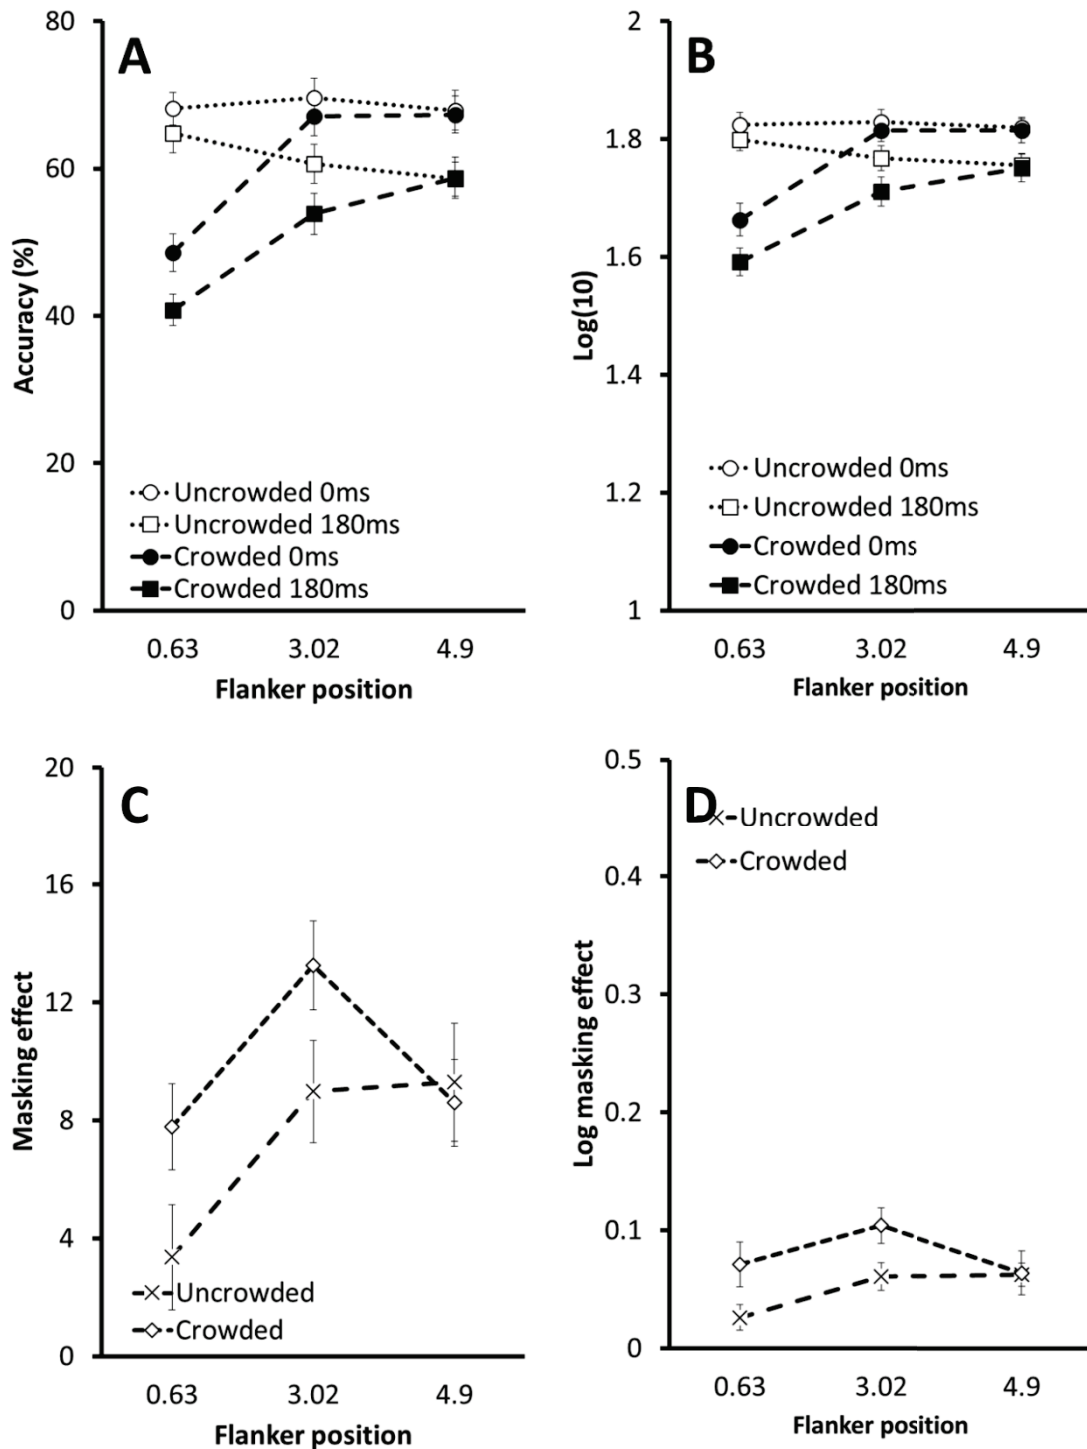 A
80
60
40
20
0
Accuracy (%)
Uncrowded 0ms
Uncrowded 180ms
Crowded 0ms
Crowded 180ms
0.63 3.02 4.9
Flanker position
B
2
1.8
1.6
1.4
1.2
1
Log(10)
Uncrowded 0ms
Uncrowded 180ms
Crowded 0ms
Crowded 180ms
0.63 3.02 4.9
Flanker position
C
20
16
12
8
4
0
Masking effect
Uncrowded
Crowded
0.63 3.02 4.9
Flanker position
D
0.5
0.4
0.3
0.2
0.1
0
Log masking effect
Uncrowded
Crowded
0.63 3.02 4.9
Flanker position